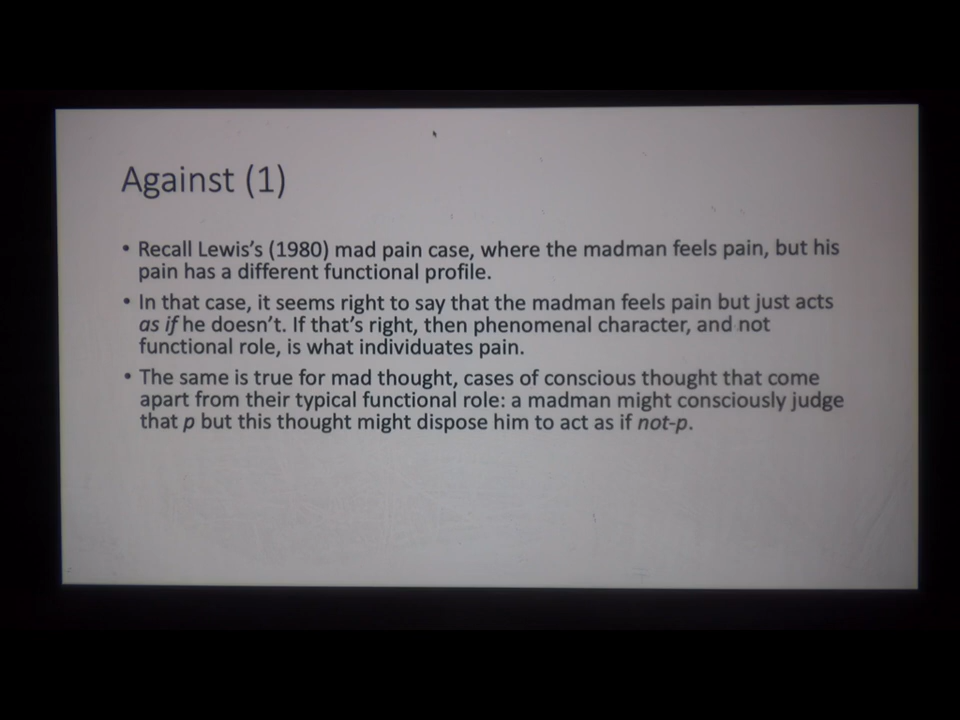 Against (1)
• Recall Lewis's (1980) mad pain case, where the madman feels pain, but his
pain has a different functional profile.
• In that case, it seems right to say that the madman feels pain but just acts
as if he doesn't. If that's right, then phenomenal character, and not
functional role, is what individuates pain.
• The same is true for mad thought, cases of conscious thought that come
apart from their typical functional role: a madman might consciously judge
that p but this thought might dispose him to act as if not-p.